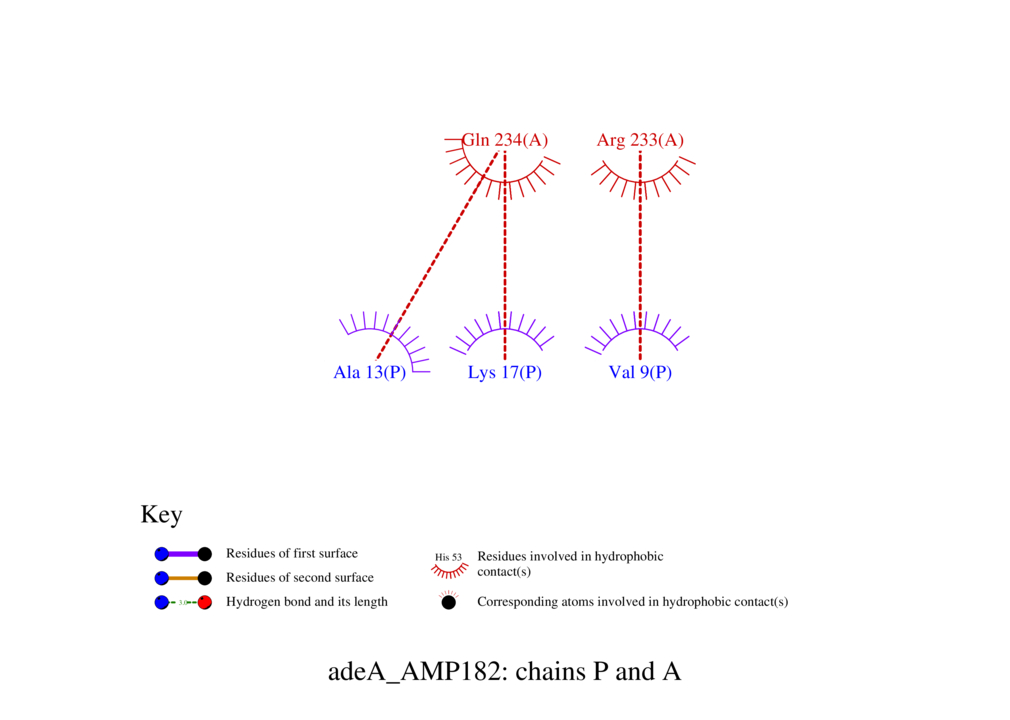 Gln 234(A) Arg 233(A)
Ala 13(P) Lys 17(P) Val 9(P)
Key
Residues of first surface
Residues of second surface
3.0
Hydrogen bond and its length
His 53
Residues involved in hydrophobic
contact(s)
Corresponding atoms involved in hydrophobic contact(s)
adeA_AMP182: chains P and A